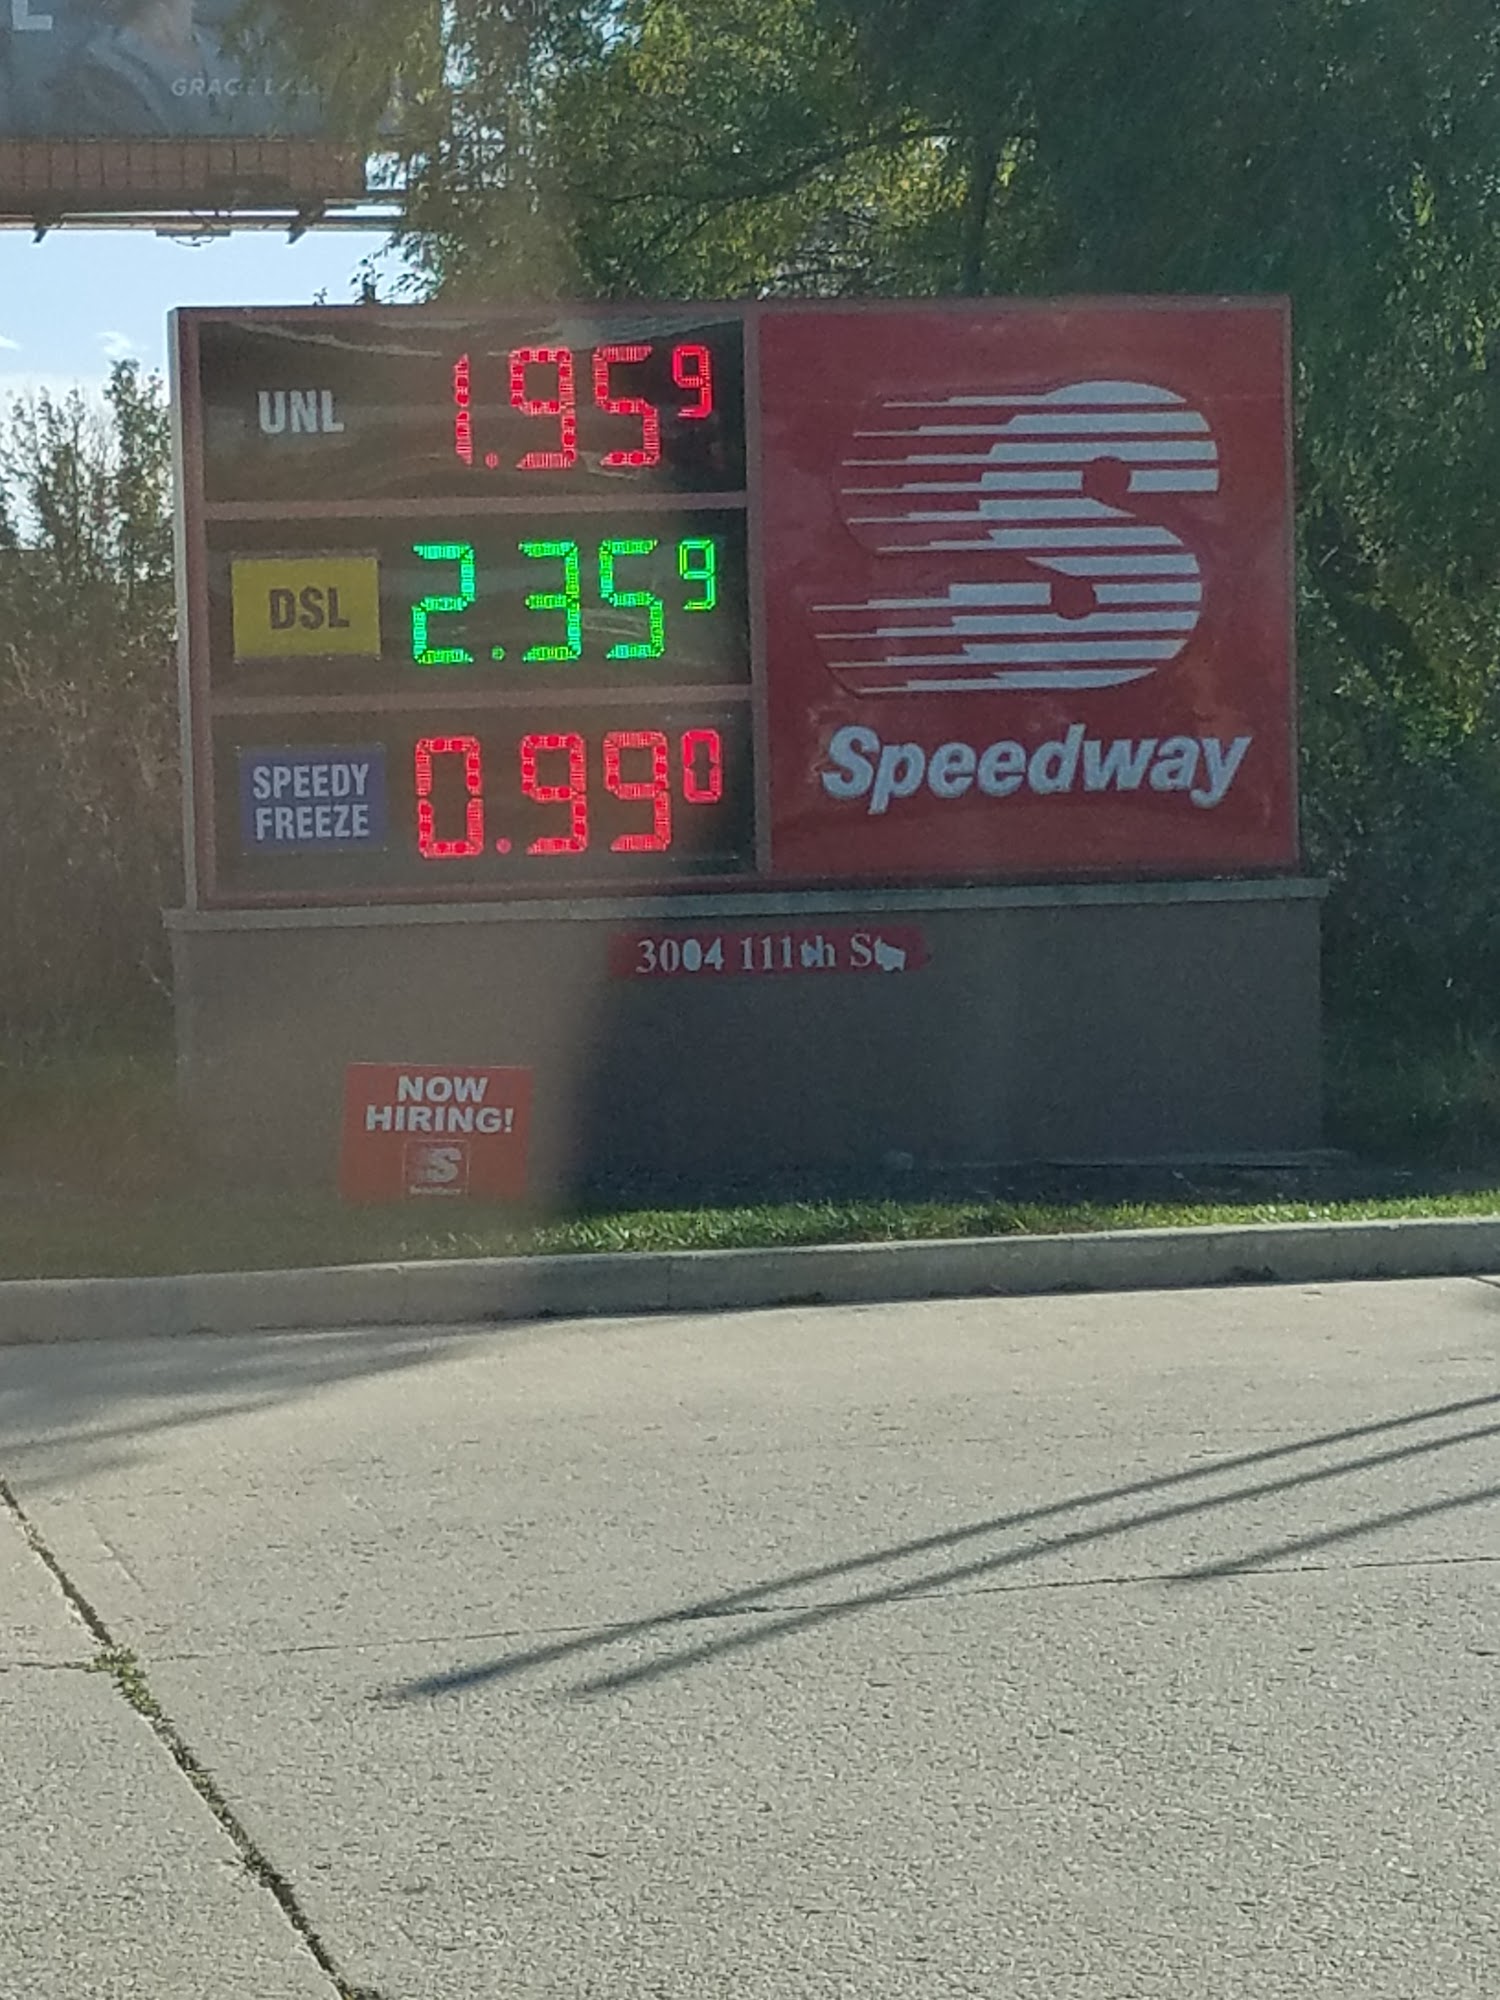 UNL 1.95 9
DSL 2.35 9
SPEEDY
FREEZE 0.99 0
Speedway
3004 111th St
NOW
HIRING!
S